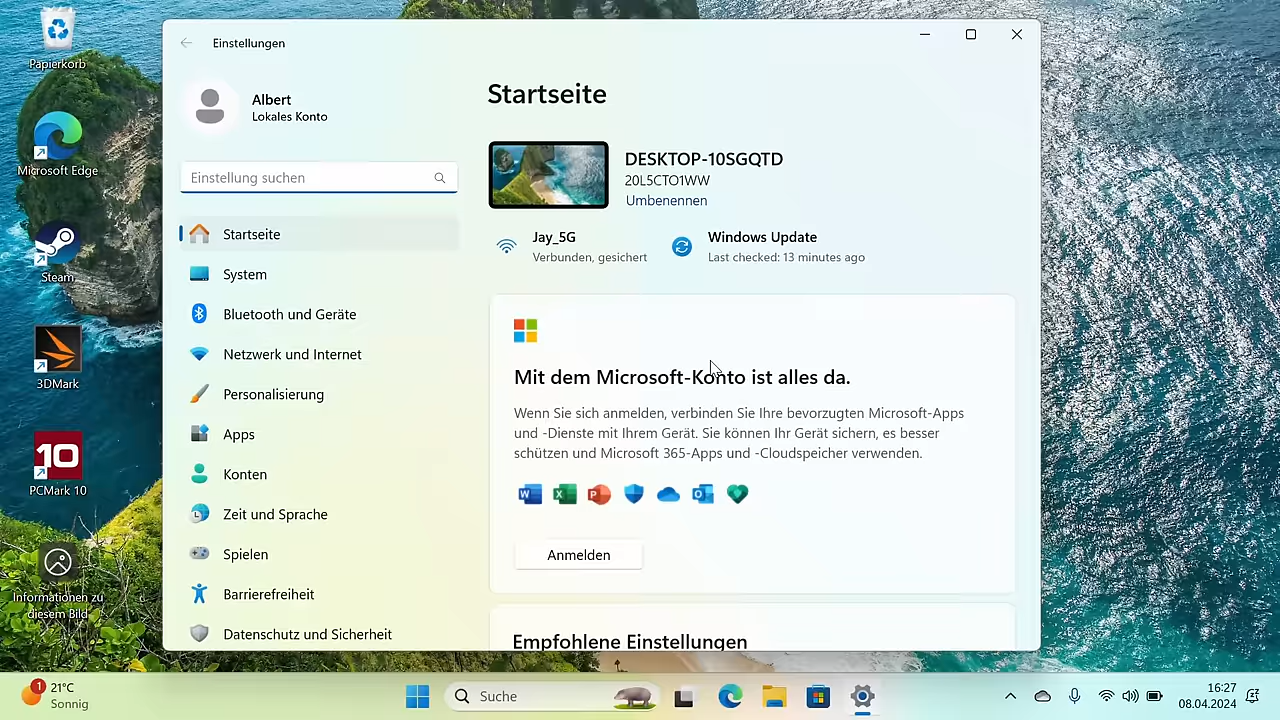 Papierkorb
Microsoft Edge
Steam
3DMark
10
PCMark 10
Informationen zu
diesem Bild
Einstellungen
Albert
Lokales Konto
Einstellung suchen
Startseite
System
Bluetooth und Geräte
Netzwerk und Internet
Personalisierung
Apps
Konten
Zeit und Sprache
Spielen
Barrierefreiheit
Datenschutz und Sicherheit
Startseite
DESKTOP-10SGQTD
20L5CTO1WW
Umbenennen
Jay_5G
Verbunden, gesichert
Windows Update
Last checked: 13 minutes ago
Mit dem Microsoft-Konto ist alles da.
Wenn Sie sich anmelden, verbinden Sie Ihre bevorzugten Microsoft-Apps
und -Dienste mit Ihrem Gerät. Sie können Ihr Gerät sichern, es besser
schützen und Microsoft 365-Apps und -Cloudspeicher verwenden.
Anmelden
Empfohlene Einstellungen
1
21°C
Sonnig
Suche
16:27
08.04.2024